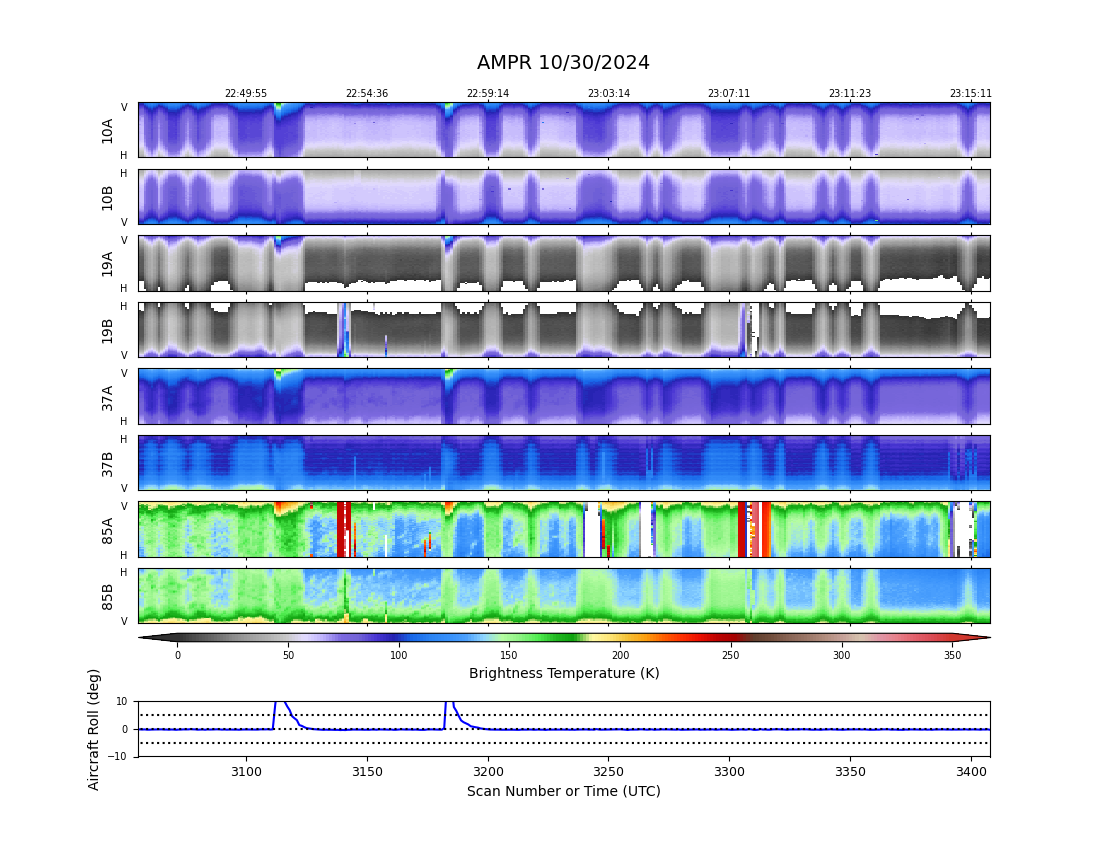 AMPR 10/30/2024
22:49:55 22:54:36 22:59:14 23:03:14 23:07:11 23:11:23 23:15:11
V
10A
H
H
10B
V
V
19A
H
H
19B
V
V
37A
H
H
37B
V
V
85A
H
H
85B
V
0 50 100 150 200 250 300 350
Brightness Temperature (K)
Aircraft Roll (deg)
10
0
−10
3100 3150 3200 3250 3300 3350 3400
Scan Number or Time (UTC)